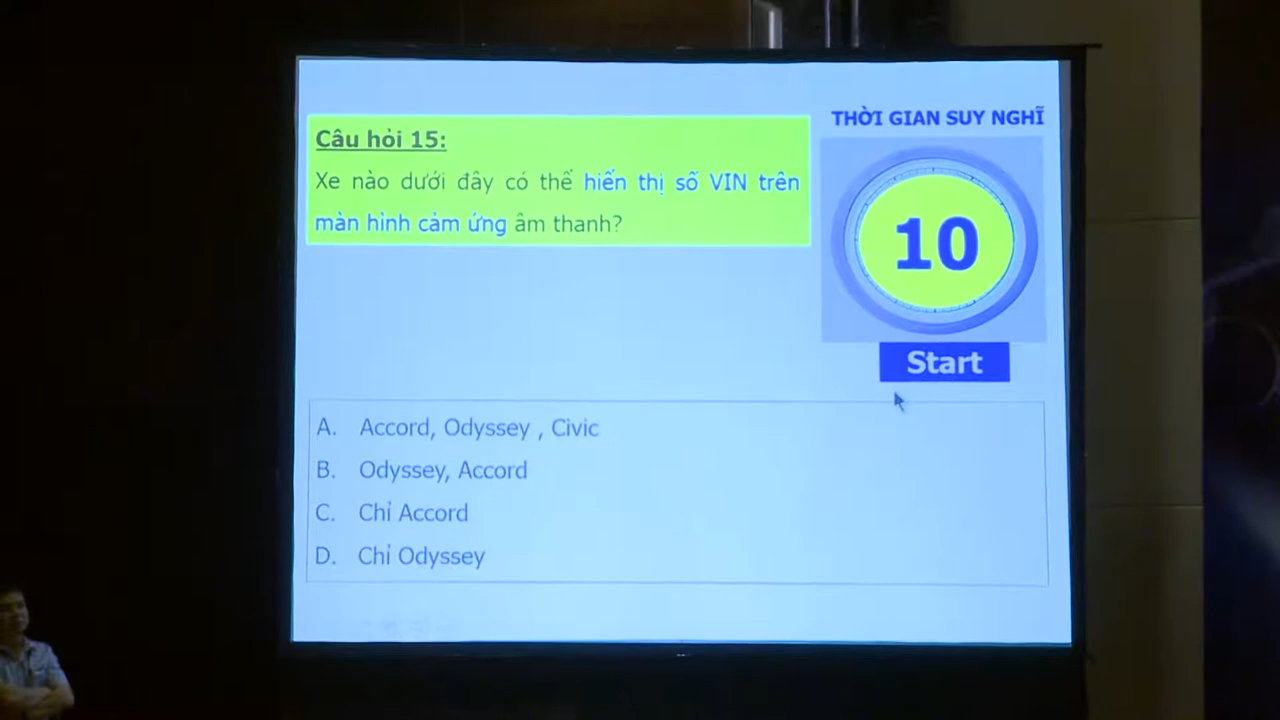 THỜI GIAN SUY NGHĨ
Câu hỏi 15:
Xe nào dưới đây có thể hiển thị số VIN trên
màn hình cảm ứng âm thanh?
10
Start
A. Accord, Odyssey , Civic
B. Odyssey, Accord
C. Chỉ Accord
D. Chỉ Odyssey